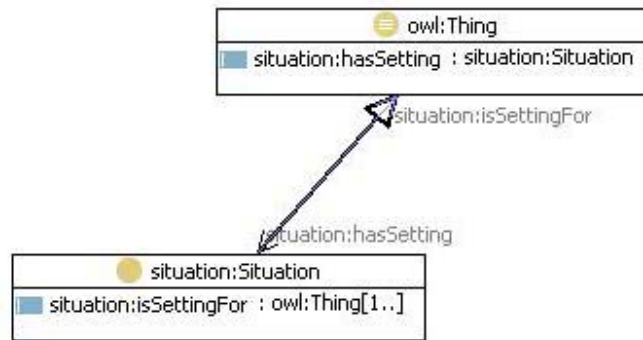 owl:Thing
situation:hasSetting : situation:Situation
situation:isSettingFor
situation:hasSetting
situation:Situation
situation:isSettingFor : owl:Thing[1..]